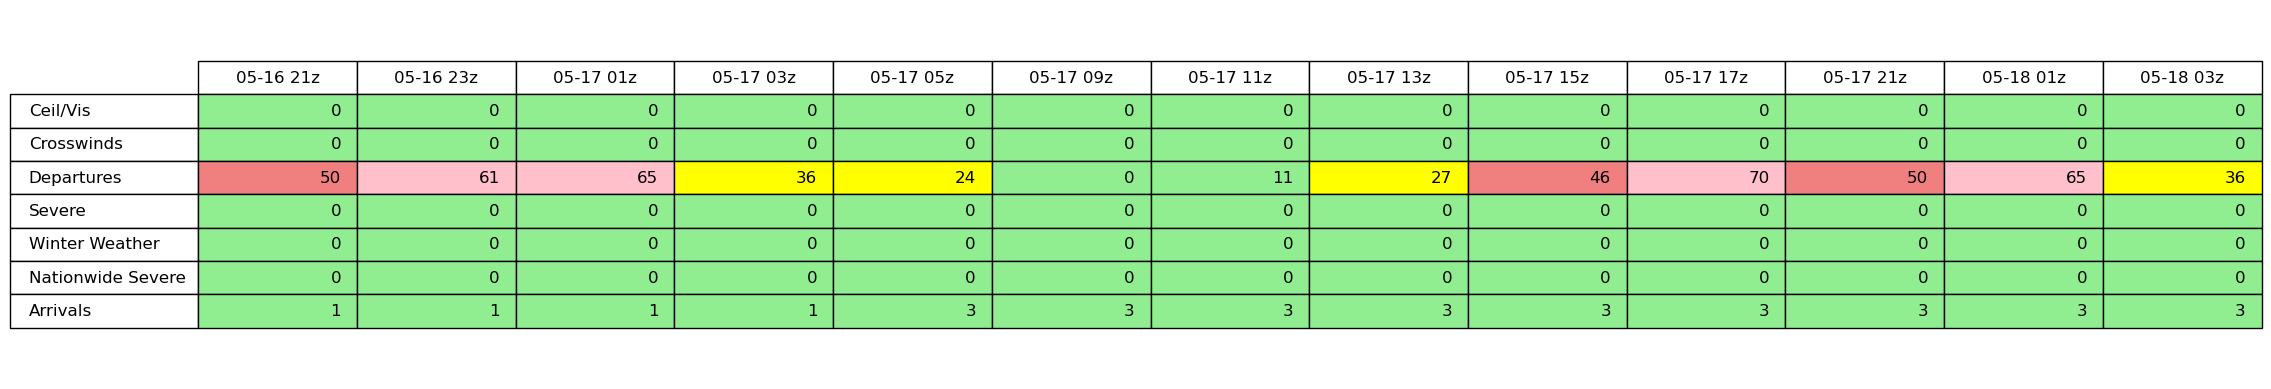 05-16 21z 05-16 23z 05-17 01z 05-17 03z 05-17 05z 05-17 09z 05-17 11z 05-17 13z 05-17 15z 05-17 17z 05-17 21z 05-18 01z 05-18 03z
Ceil/Vis 0 0 0 0 0 0 0 0 0 0 0 0 0
Crosswinds 0 0 0 0 0 0 0 0 0 0 0 0 0
Departures 50 61 65 36 24 0 11 27 46 70 50 65 36
Severe 0 0 0 0 0 0 0 0 0 0 0 0 0
Winter Weather 0 0 0 0 0 0 0 0 0 0 0 0 0
Nationwide Severe 0 0 0 0 0 0 0 0 0 0 0 0 0
Arrivals 1 1 1 1 3 3 3 3 3 3 3 3 3